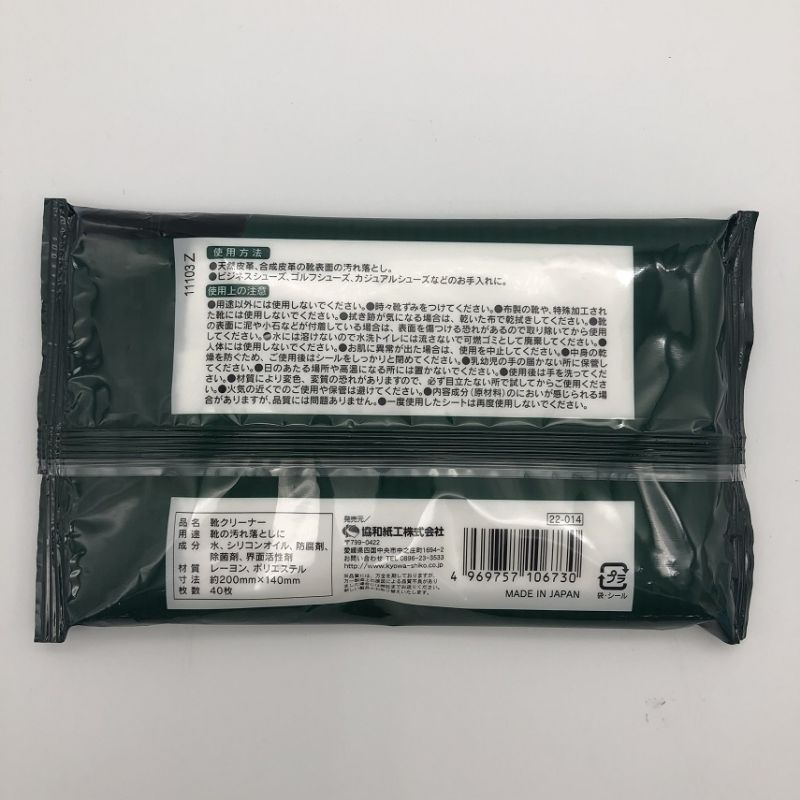 11103Z
使用方法
●天然皮革、合成皮革の靴表面の汚れ落とし。
●ビジネスシューズ、ゴルフシューズ、カジュアルシューズなどのお手入れに。
使用上の注意
●用途以外には使用しないでください。●時々靴ずみをつけてください。●布製の靴や、特殊加工され
た靴には使用しないでください。●拭き跡が気になる場合は、乾いた布で乾拭きしてください。●靴
の表面に泥や小石などが付着している場合は、表面を傷つける恐れがあるので取り除いてから使用
してください。●水には溶けないので水洗トイレには流さないで可燃ゴミとして廃棄してください。●
人体には使用しないでください。●お肌に異常が出た場合は、使用を中止してください。●中身の乾
燥を防ぐため、ご使用後はシールをしっかりと閉めてください。●乳幼児の手の届かない所に保管し
てください。●日のあたる場所や高温になる所には置かないでください。●使用後は手を洗ってくだ
さい。●材質により変色、変質の恐れがありますので、必ず目立たない所で試してからご使用くださ
い。●火気の近くでのご使用や保管は避けてください。●内容成分(原材料)のにおいが感じられる場
合がありますが、品質には問題ありません。●一度使用したシートは再度使用しないでください。
品名 靴クリーナー
用途 靴の汚れ落としに
成分 水、シリコンオイル、防腐剤、
除菌剤、界面活性剤
材質 レーヨン、ポリエステル
寸法 約200mm×140mm
枚数 40枚
発売元/
協和紙工株式会社
〒799-0422
愛媛県四国中央市中之庄町1694-2
お問い合わせ TEL.0896-23-3533
http://www.kyowa-shiko.co.jp
22-014
4 969757 106730
MADE IN JAPAN
プラ
袋・シール